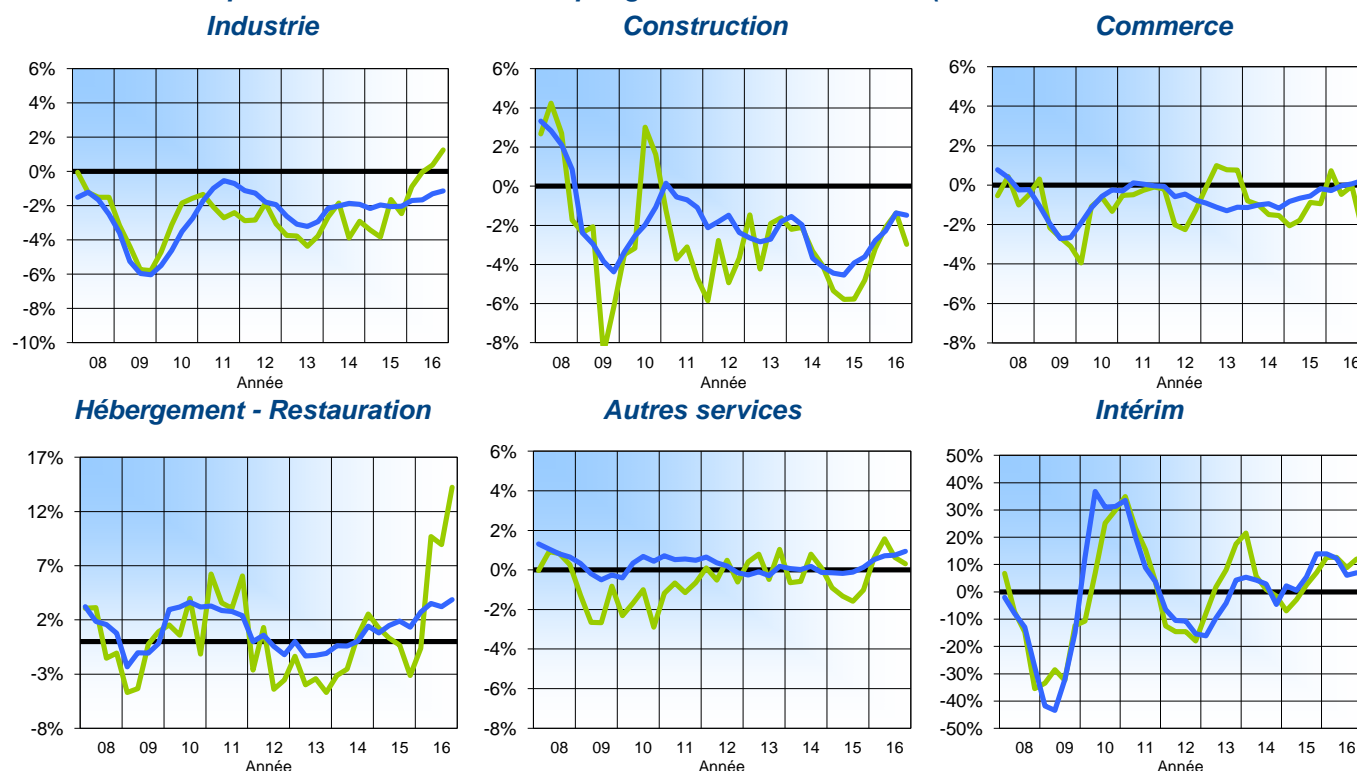 Industrie
Construction
Commerce
6%
4%
2%
0%
-2%
-4%
-6%
-8%
-10%
08 09 10 11 12 13 14 15 16
Année
6%
4%
2%
0%
-2%
-4%
-6%
-8%
08 09 10 11 12 13 14 15 16
Année
6%
4%
2%
0%
-2%
-4%
-6%
-8%
08 09 10 11 12 13 14 15 16
Année
Hébergement - Restauration
Autres services
Intérim
17%
12%
7%
2%
-3%
-8%
08 09 10 11 12 13 14 15 16
Année
6%
4%
2%
0%
-2%
-4%
-6%
-8%
08 09 10 11 12 13 14 15 16
Année
50%
40%
30%
20%
10%
0%
-10%
-20%
-30%
-40%
-50%
08 09 10 11 12 13 14 15 16
Année